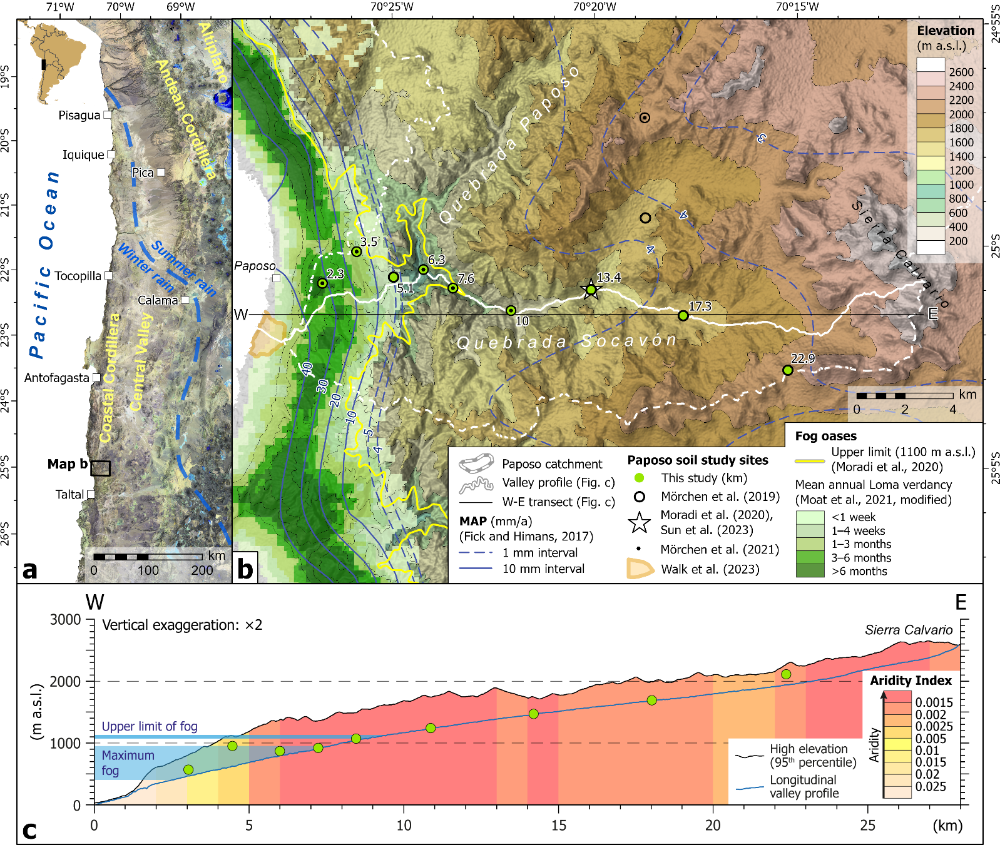 71°W
70°W
69°W
70°25'W
70°20'W
70°15'W
19°S
20°S
21°S
22°S
23°S
24°S
25°S
26°S
Altiplano
Andean Cordillera
Pisagua
Iquique
Pica
Pacific Ocean
Summer rain
Winter rain
Tocopilla
Calama
Coastal Cordillera
Central Valley
Antofagasta
Map b
Taltal
km
0
100
200
a
24°55'S
25°S
25°5'S
Elevation
(m a.s.l.)
2600
2400
2200
2000
1800
1600
1400
1200
1000
800
600
400
200
Quebrada Paposo
3
4
4
Sierra Calvario
3.5
Paposo
2.3
6.3
5.1
7.6
13.4
10
17.3
W
E
Quebrada Socavón
22.9
40
30
20
10
5
4
km
0
2
4
Paposo catchment
Valley profile (Fig. c)
W-E transect (Fig. c)
MAP (mm/a)
(Fick and Himans, 2017)
1 mm interval
10 mm interval
Paposo soil study sites
This study (km)
Mörchen et al. (2019)
Moradi et al. (2020),
Sun et al. (2023)
Mörchen et al. (2021)
Walk et al. (2023)
Fog oases
Upper limit (1100 m a.s.l.)
(Moradi et al., 2020)
Mean annual Loma verdancy
(Moat et al., 2021, modified)
<1 week
1–4 weeks
1–3 months
3–6 months
>6 months
b
W
E
3000
2000
1000
0
(m a.s.l.)
Vertical exaggeration: ×2
Sierra Calvario
Upper limit of fog
Maximum
fog
Aridity Index
Aridity
0.0015
0.002
0.0025
0.005
0.01
0.015
0.02
0.025
High elevation
(95th percentile)
Longitudinal
valley profile
0
5
10
15
20
25
(km)
c